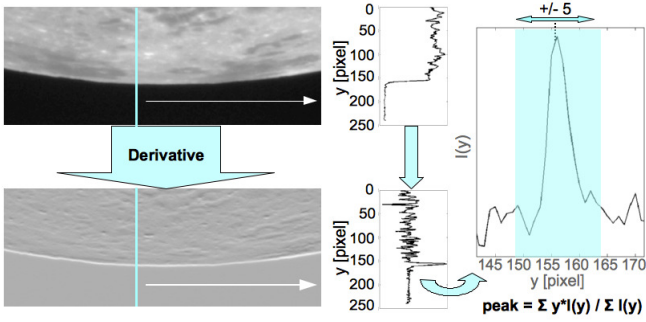 +/- 5
0
50
100
150
200
250
y [pixel]
Derivative
0
50
100
150
200
250
y [pixel]
I(y)
145 150 155 160 165 170
y [pixel]
peak = Σ y*I(y) / Σ I(y)